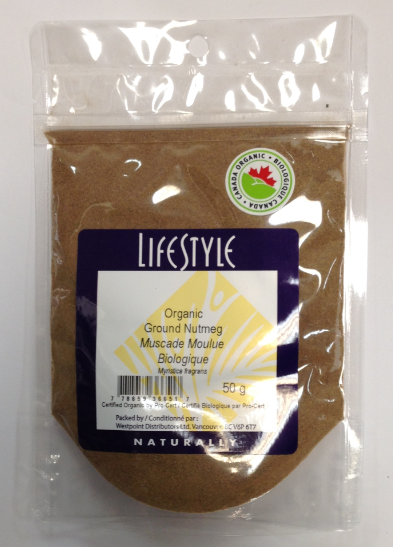 CANADA ORGANIC • BIOLOGIQUE CANADA •
LIFESTYLE
Organic
Ground Nutmeg
Muscade Moulue
Biologique
Myristica fragrans
50 g
Certified Organic by Pro-Cert / Certifié Biologique par Pro-Cert
Packed by / Conditionné par:
Westpoint Distributors Ltd. Vancouver, BC V6P 6T7
NATURALLY